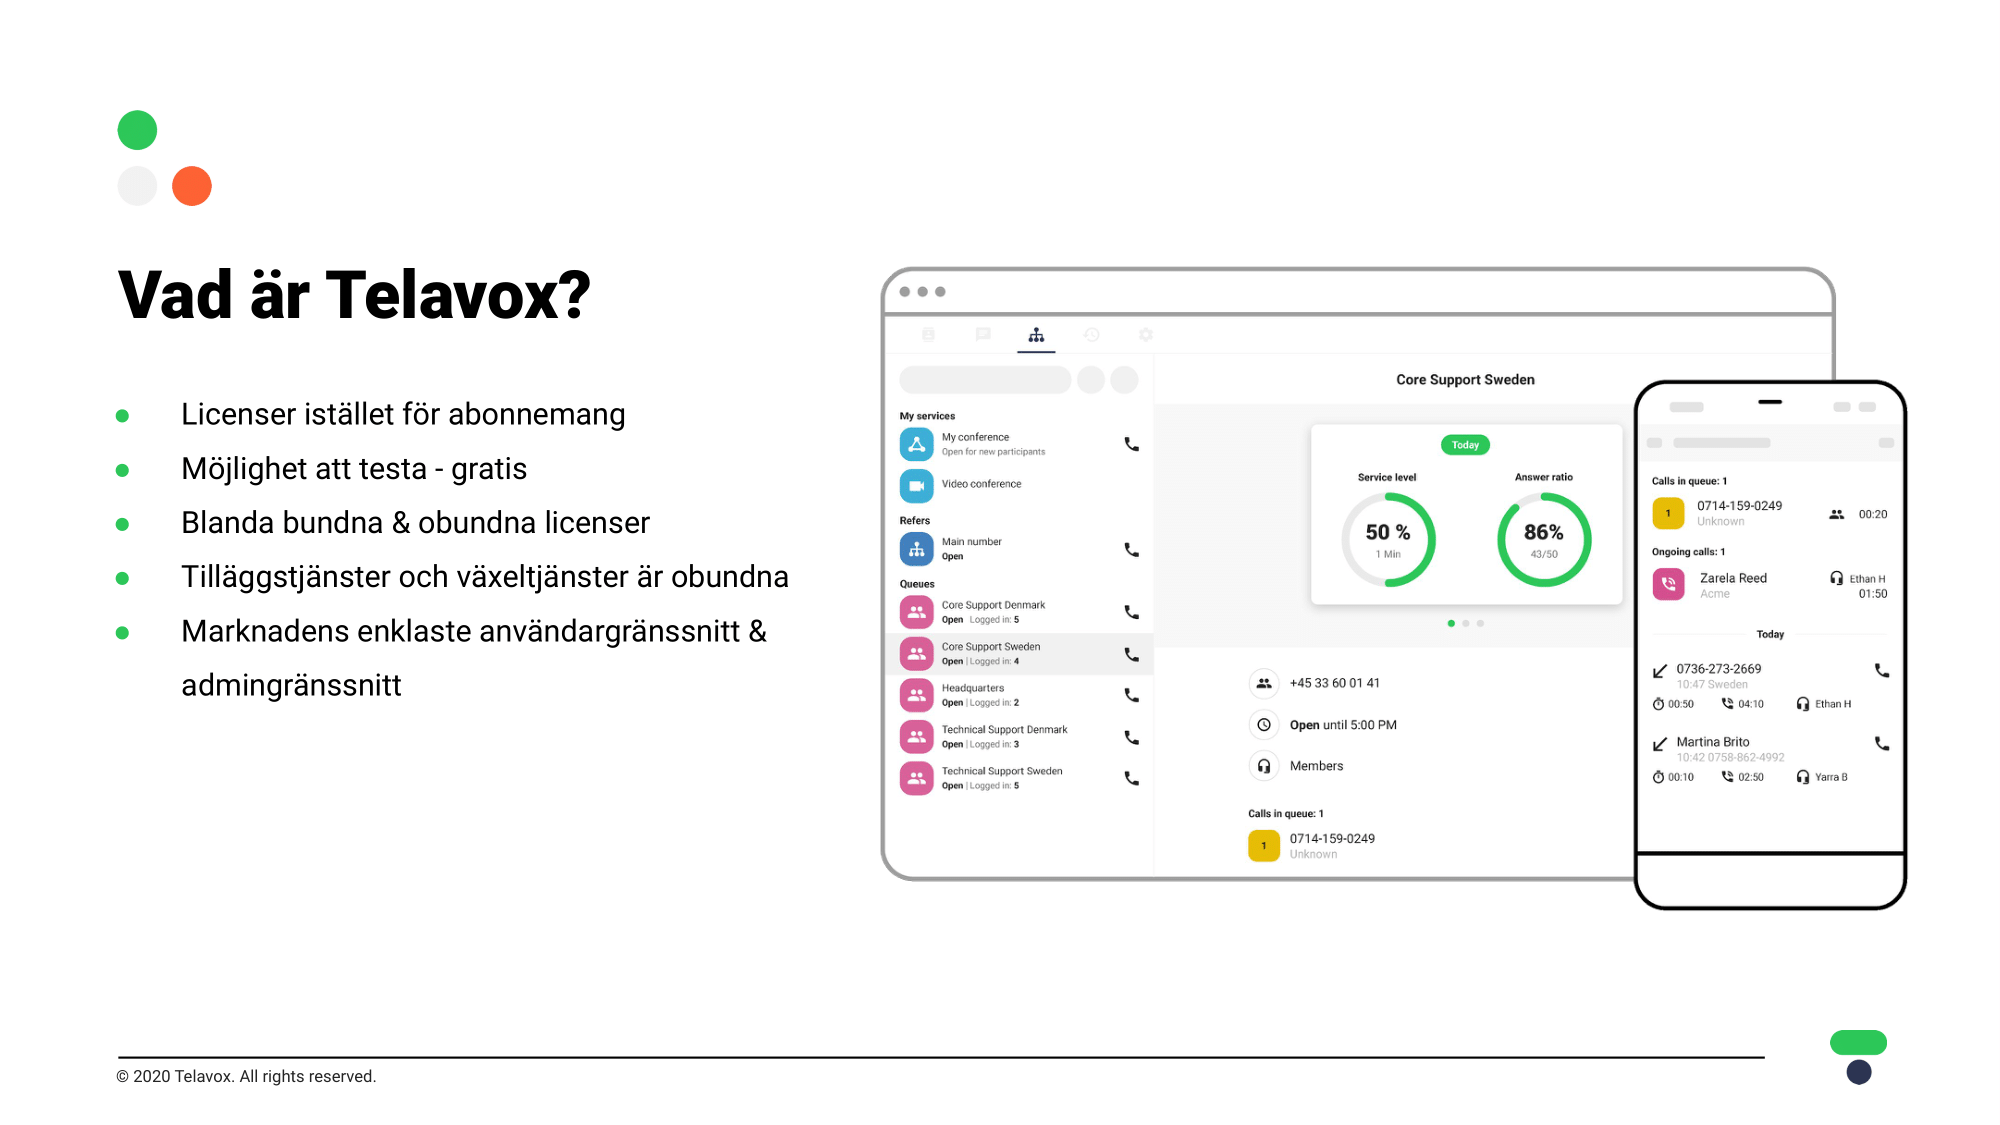 Vad är Telavox?
Licenser istället för abonnemang
Möjlighet att testa - gratis
Blanda bundna & obundna licenser
Tilläggstjänster och växeltjänster är obundna
Marknadens enklaste användargränssnitt &
admingränssnitt
My services
My conference
Open for new participants
Video conference
Refers
Main number
Open
Queues
Core Support Denmark
Open Logged in: 5
Core Support Sweden
Open | Logged in: 4
Headquarters
Open | Logged in: 2
Technical Support Denmark
Open | Logged in: 3
Technical Support Sweden
Open | Logged in: 5
Core Support Sweden
Today
Service level Answer ratio
50 % 86%
1 Min 43/50
+45 33 60 01 41
Open until 5:00 PM
Members
Calls in queue: 1
1 0714-159-0249
Unknown
Calls in queue: 1
1 0714-159-0249 00:20
Unknown
Ongoing calls: 1
Zarela Reed Ethan H
Acme 01:50
Today
0736-273-2669
10:47 Sweden
00:50 04:10 Ethan H
Martina Brito
10:42 0758-862-4992
00:10 02:50 Yarra B
© 2020 Telavox. All rights reserved.